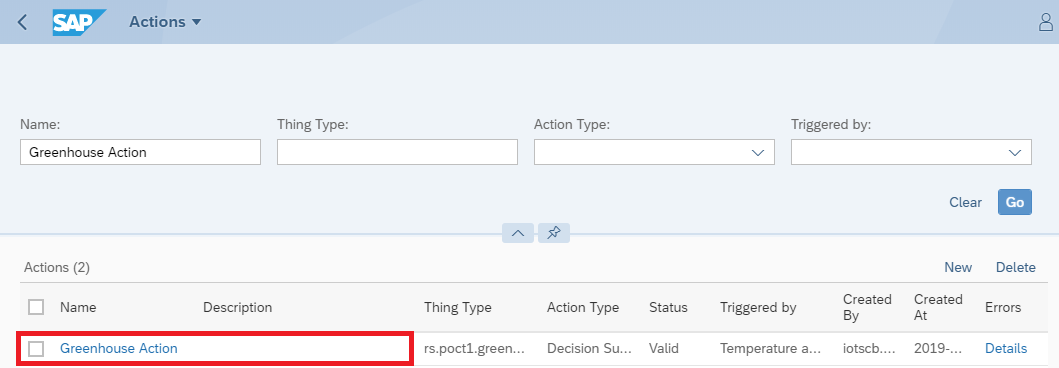 SAP Actions
Name: Thing Type: Action Type: Triggered by:
Greenhouse Action
Clear Go
Actions (2) New Delete
Name Description Thing Type Action Type Status Triggered by Created By Created At Errors
Greenhouse Action rs.poct1.green... Decision Su... Valid Temperature a... iotscb.... 2019-... Details